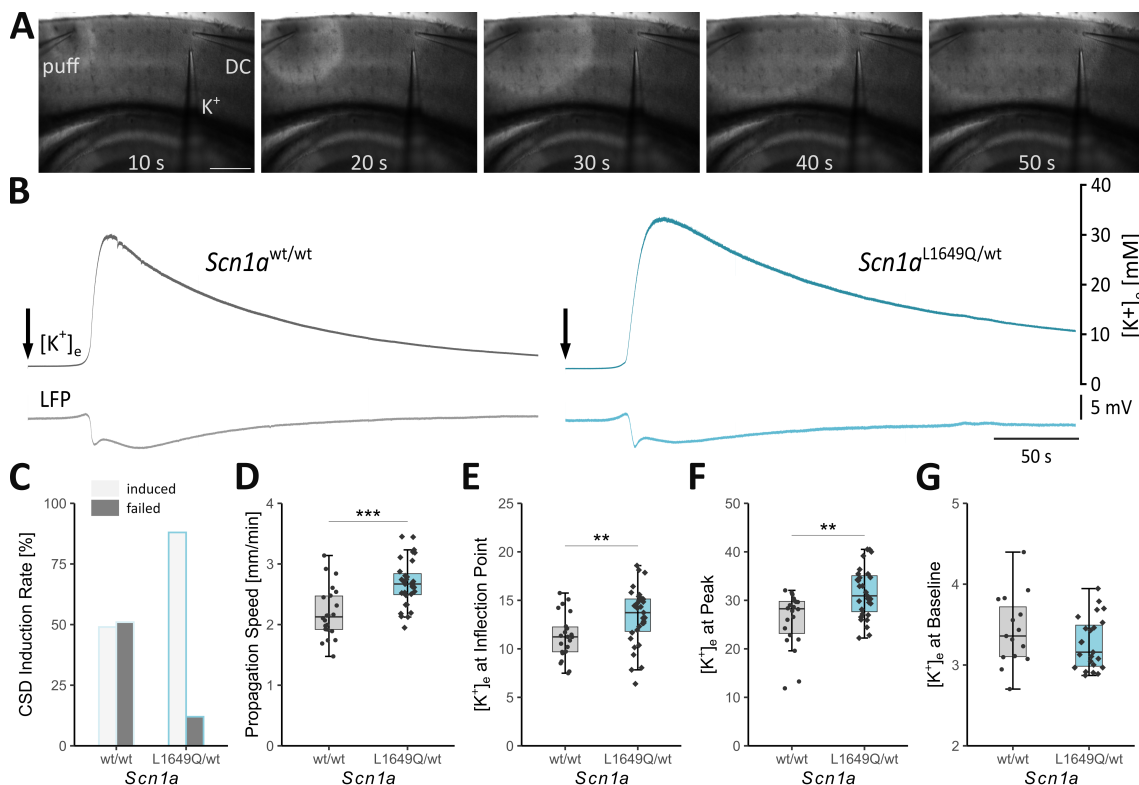 A
puff
DC
K+
10 s
20 s
30 s
40 s
50 s
B
Scn1a wt/wt
Scn1a L1649Q/wt
[K+]e
LFP
40
30
20
10
0
[K+]e [mM]
5 mV
50 s
C
induced
failed
CSD Induction Rate [%]
100
75
50
25
0
wt/wt
L1649Q/wt
Scn1a
D
Propagation Speed [mm/min]
4
3
2
1
0
***
wt/wt
L1649Q/wt
Scn1a
E
[K+]e at Inflection Point
25
20
15
10
5
0
**
wt/wt
L1649Q/wt
Scn1a
F
[K+]e at Peak
50
40
30
20
10
0
**
wt/wt
L1649Q/wt
Scn1a
G
[K+]e at Baseline
5
4
3
2
wt/wt
L1649Q/wt
Scn1a